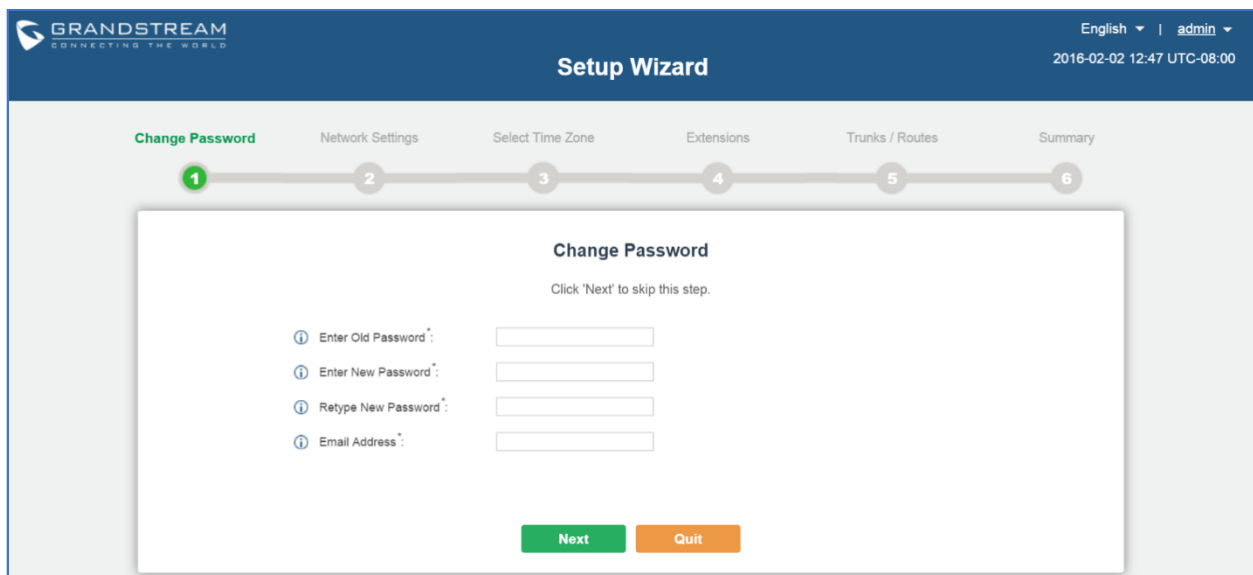 GRANDSTREAM
CONNECTING THE WORLD
English | admin
2016-02-02 12:47 UTC-08:00
Setup Wizard
Change Password Network Settings Select Time Zone Extensions Trunks / Routes Summary
1 2 3 4 5 6
Change Password
Click 'Next' to skip this step.
Enter Old Password*:
Enter New Password*:
Retype New Password*:
Email Address*:
Next Quit